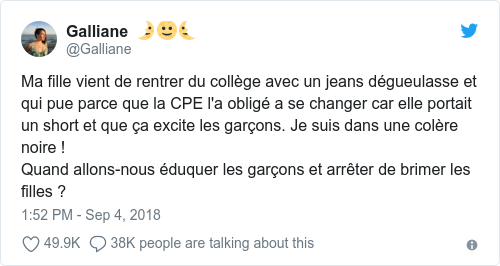 Galliane 🌛🙂🌜
@Galliane
Ma fille vient de rentrer du collège avec un jeans dégueulasse et
qui pue parce que la CPE l'a obligé a se changer car elle portait
un short et que ça excite les garçons. Je suis dans une colère
noire !
Quand allons-nous éduquer les garçons et arrêter de brimer les
filles ?
1:52 PM - Sep 4, 2018
49.9K 38K people are talking about this